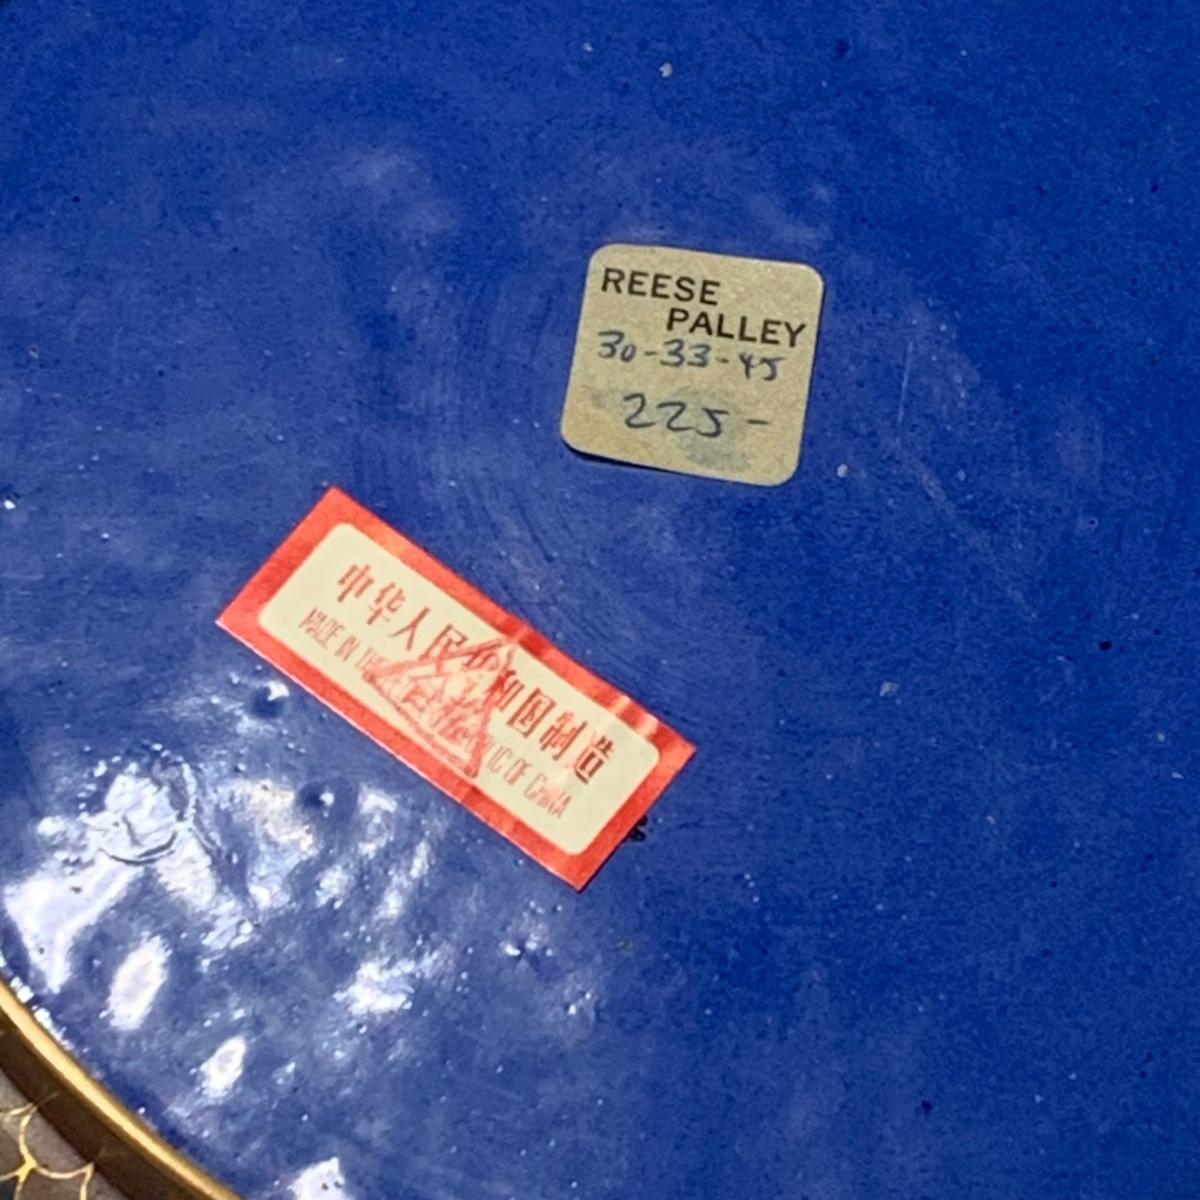 REESE
PALLEY
30-33-45
225-
中华人民共和国制造
MADE IN THE PEOPLE'S REPUBLIC OF CHINA